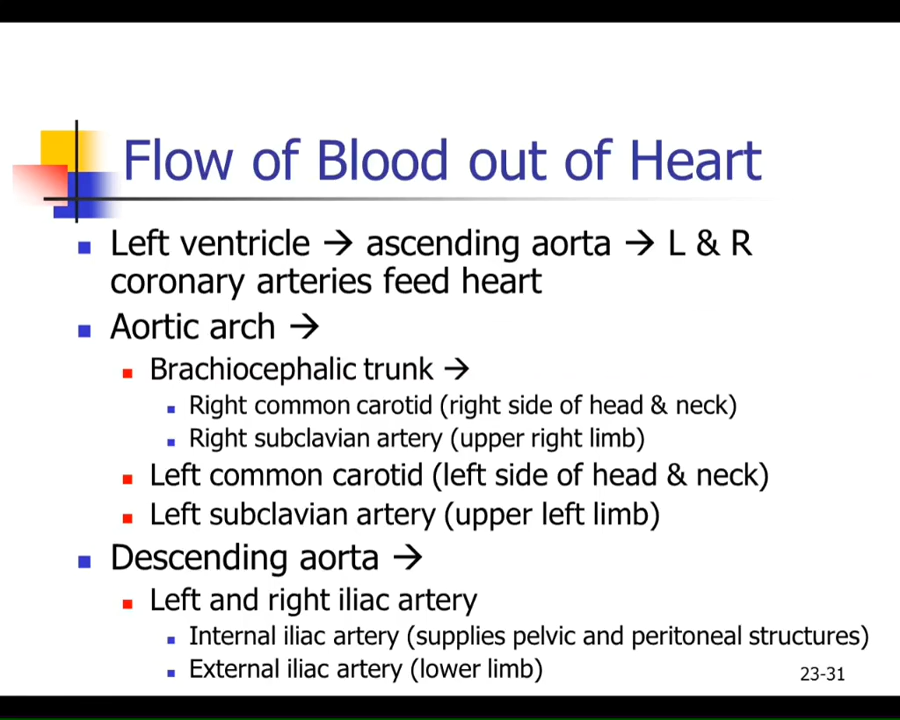 Flow of Blood out of Heart
■ Left ventricle → ascending aorta → L & R
coronary arteries feed heart
■ Aortic arch →
■ Brachiocephalic trunk →
■ Right common carotid (right side of head & neck)
■ Right subclavian artery (upper right limb)
■ Left common carotid (left side of head & neck)
■ Left subclavian artery (upper left limb)
■ Descending aorta →
■ Left and right iliac artery
■ Internal iliac artery (supplies pelvic and peritoneal structures)
■ External iliac artery (lower limb)
23-31